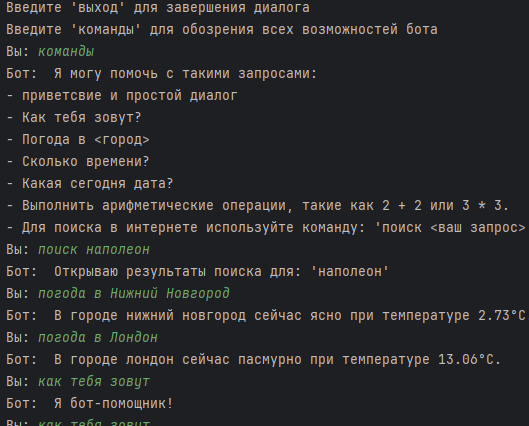 Введите 'выход' для завершения диалога
Введите 'команды' для обозрения всех возможностей бота
Вы: команды
Бот:  Я могу помочь с такими запросами:
- приветсвие и простой диалог
- Как тебя зовут?
- Погода в <город>
- Сколько времени?
- Какая сегодня дата?
- Выполнить арифметические операции, такие как 2 + 2 или 3 * 3.
- Для поиска в интернете используйте команду: 'поиск <ваш запрос>
Вы: поиск наполеон
Бот:  Открываю результаты поиска для: 'наполеон'
Вы: погода в Нижний Новгород
Бот:  В городе нижний новгород сейчас ясно при температуре 2.73°C
Вы: погода в Лондон
Бот:  В городе лондон сейчас пасмурно при температуре 13.06°C.
Вы: как тебя зовут
Бот:  Я бот-помощник!
Вы: как тебя зовут